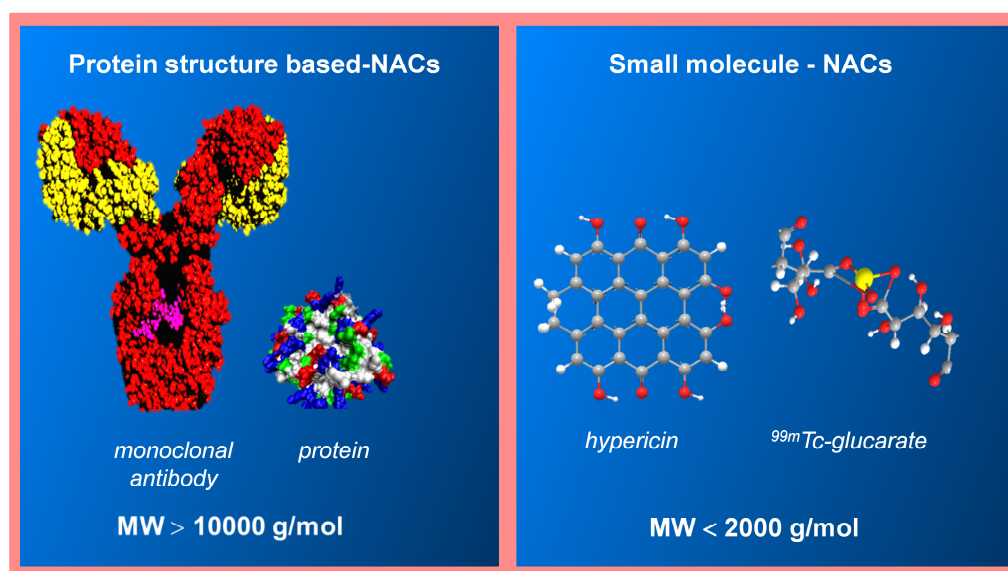 Protein structure based-NACs
monoclonal
antibody
protein
MW > 10000 g/mol
Small molecule - NACs
hypericin
99mTc-glucarate
MW < 2000 g/mol